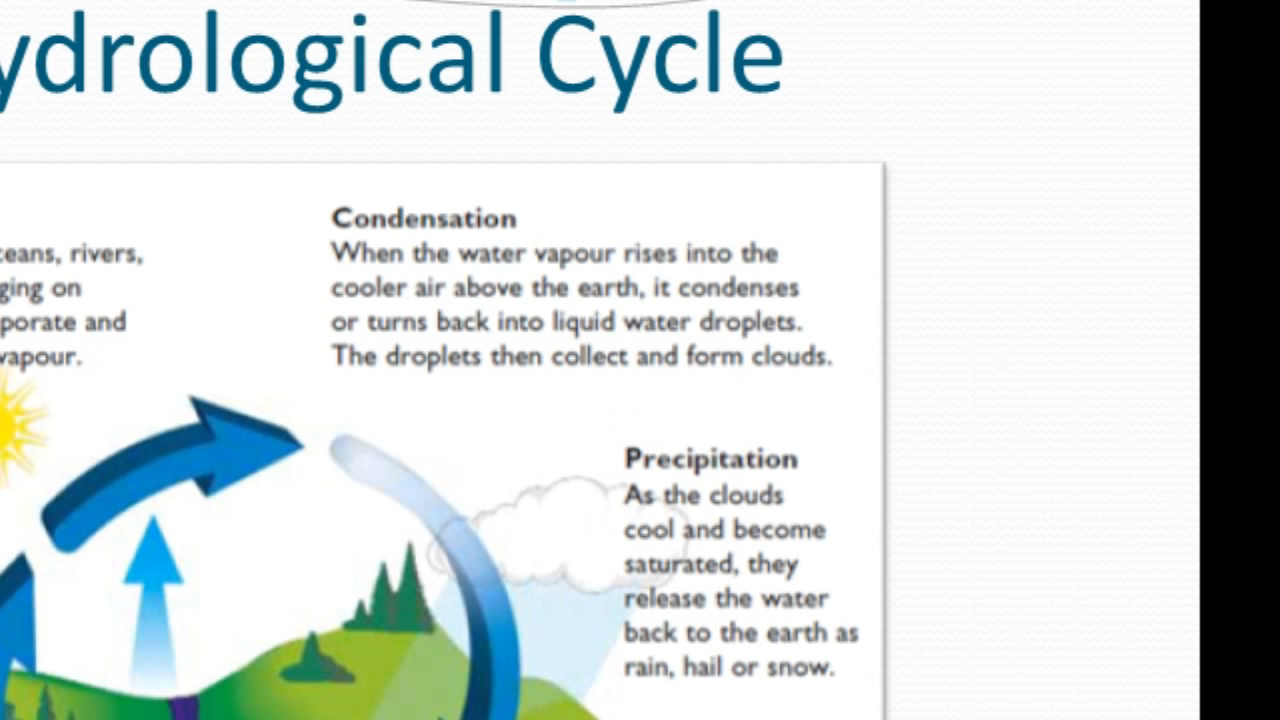 ydrological Cycle
ceans, rivers,
ging on
porate and
vapour.
Condensation
When the water vapour rises into the
cooler air above the earth, it condenses
or turns back into liquid water droplets.
The droplets then collect and form clouds.
Precipitation
As the clouds
cool and become
saturated, they
release the water
back to the earth as
rain, hail or snow.